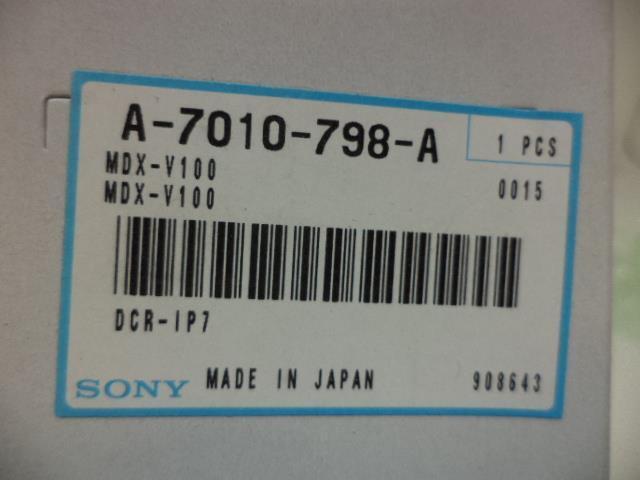 A-7010-798-A 1 PCS
MDX-V100
MDX-V100 0015
DCR-IP7
SONY MADE IN JAPAN 908643